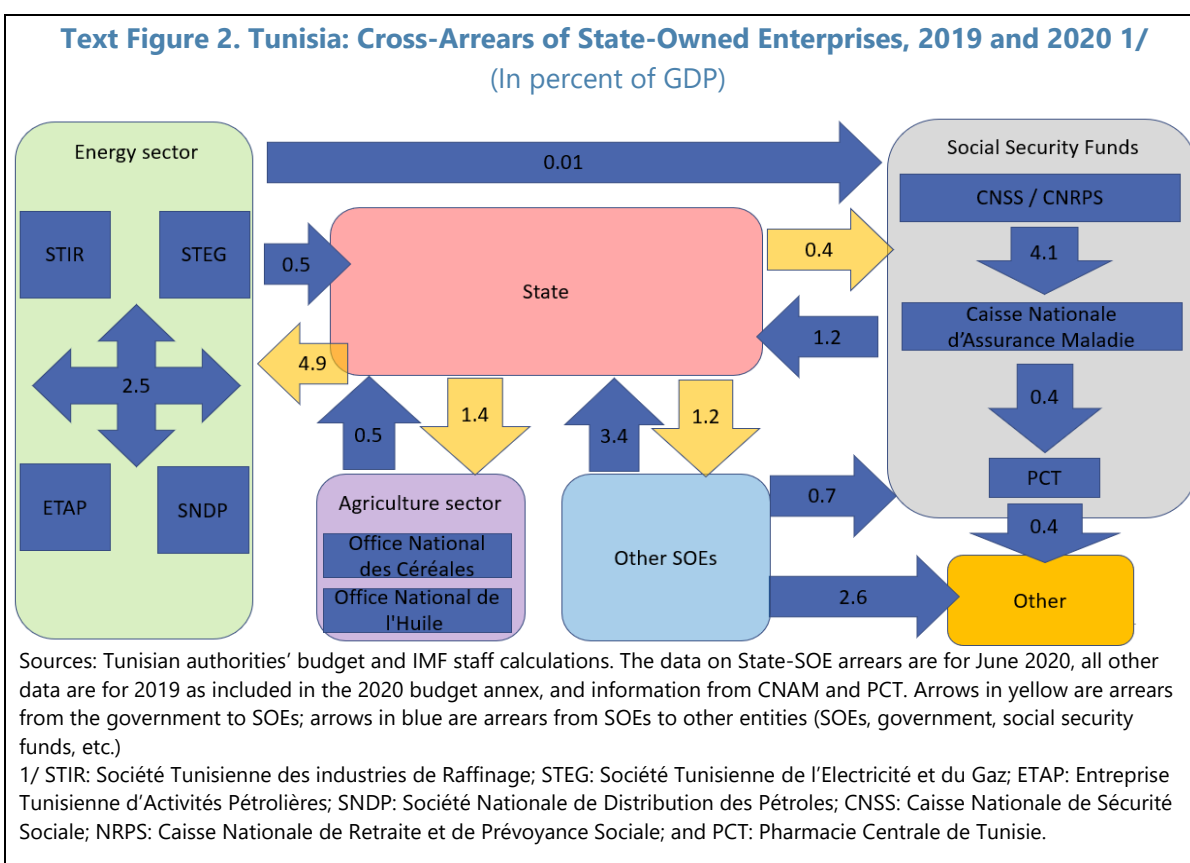 Text Figure 2. Tunisia: Cross-Arrears of State-Owned Enterprises, 2019 and 2020 1/
(In percent of GDP)
Energy sector
STIR
STEG
2.5
ETAP
SNDP
0.01
0.5
4.9
State
0.4
1.2
0.5
1.4
3.4
1.2
Agriculture sector
Office National
des Céréales
Office National de
l'Huile
Other SOEs
0.7
2.6
Social Security Funds
CNSS / CNRPS
4.1
Caisse Nationale
d'Assurance Maladie
0.4
PCT
0.4
Other
Sources: Tunisian authorities' budget and IMF staff calculations. The data on State-SOE arrears are for June 2020, all other
data are for 2019 as included in the 2020 budget annex, and information from CNAM and PCT. Arrows in yellow are arrears
from the government to SOEs; arrows in blue are arrears from SOEs to other entities (SOEs, government, social security
funds, etc.)
1/ STIR: Société Tunisienne des industries de Raffinage; STEG: Société Tunisienne de l'Electricité et du Gaz; ETAP: Entreprise
Tunisienne d'Activités Pétrolières; SNDP: Société Nationale de Distribution des Pétroles; CNSS: Caisse Nationale de Sécurité
Sociale; NRPS: Caisse Nationale de Retraite et de Prévoyance Sociale; and PCT: Pharmacie Centrale de Tunisie.